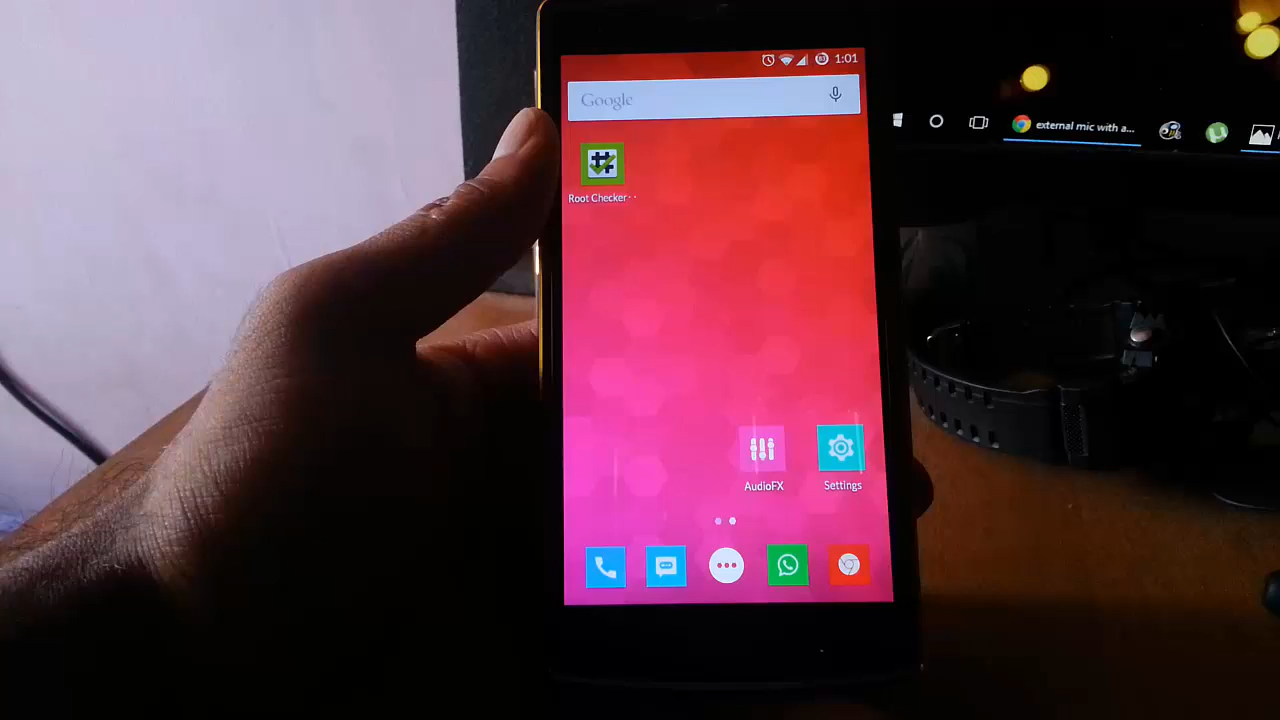 1:01
Google
external mic with a...
Root Checker··
AudioFX
Settings